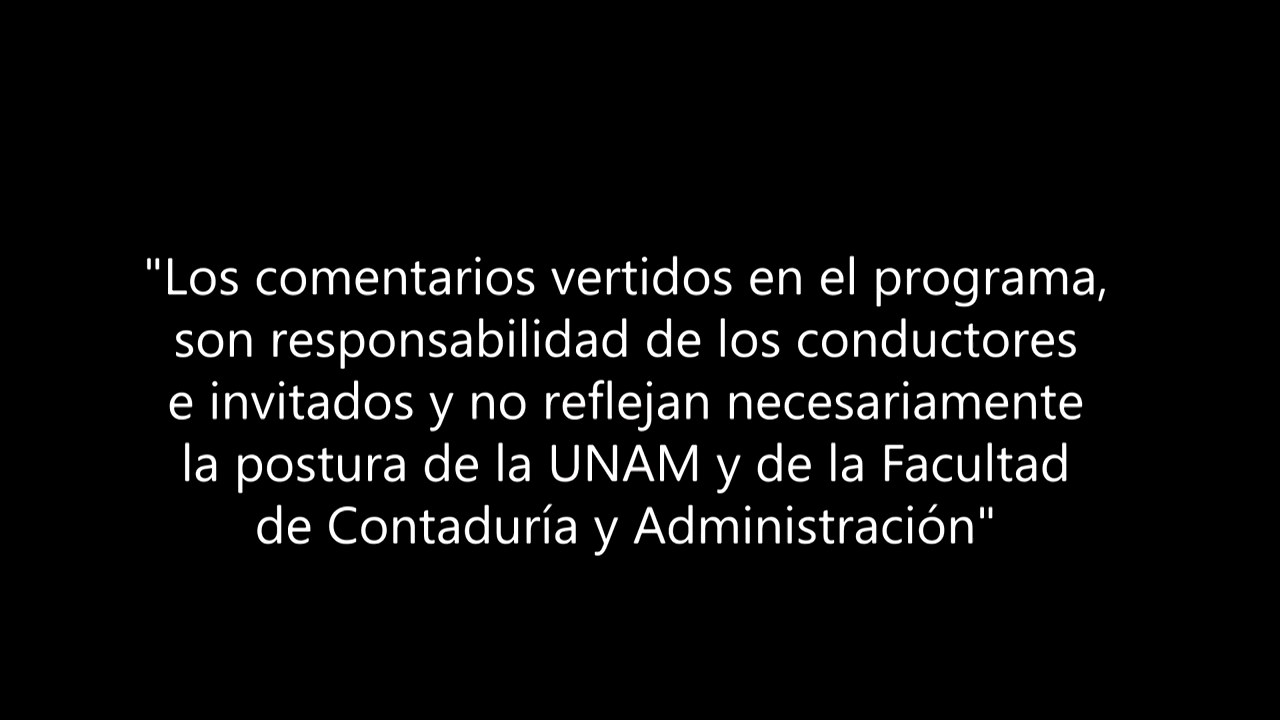 "Los comentarios vertidos en el programa,
son responsabilidad de los conductores
e invitados y no reflejan necesariamente
la postura de la UNAM y de la Facultad
de Contaduría y Administración"